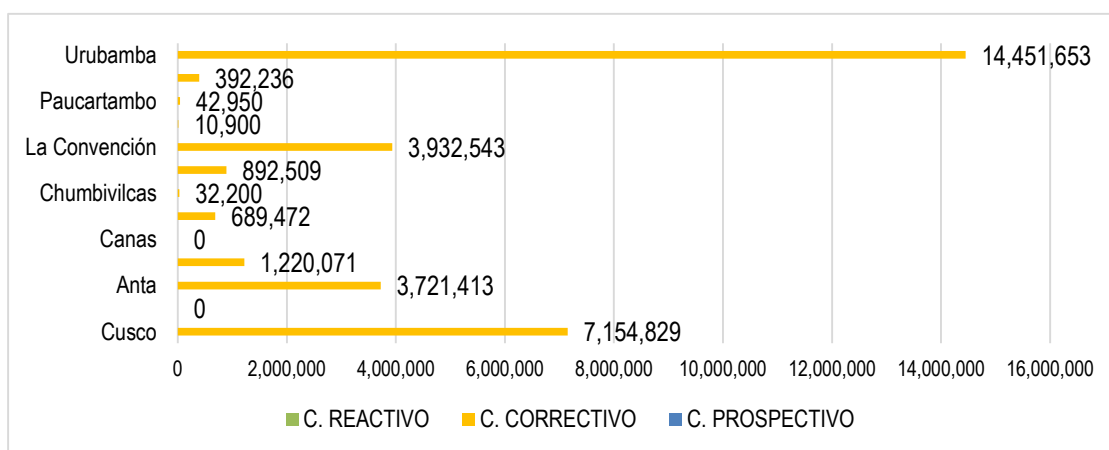 Urubamba 14,451,653
392,236
Paucartambo 42,950
10,900
La Convención 3,932,543
892,509
Chumbivilcas 32,200
689,472
Canas 0
1,220,071
Anta 3,721,413
0
Cusco 7,154,829
0 2,000,000 4,000,000 6,000,000 8,000,000 10,000,000 12,000,000 14,000,000 16,000,000
C. REACTIVO C. CORRECTIVO C. PROSPECTIVO